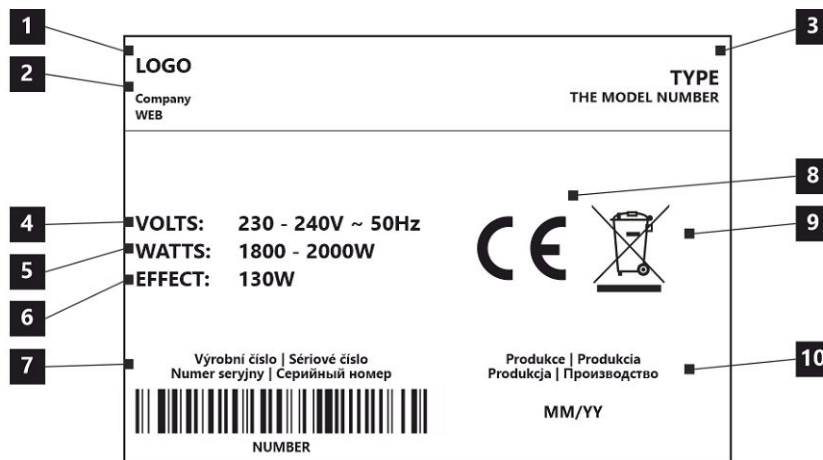 1
LOGO
2
Company
WEB
3
TYPE
THE MODEL NUMBER
4
VOLTS: 230 - 240V ~ 50Hz
5
WATTS: 1800 - 2000W
6
EFFECT: 130W
8
CE
9
7
Výrobní číslo | Sériové číslo
Numer seryjny | Серийный номер
NUMBER
10
Produkce | Produkcia
Produkcja | Производство
MM/YY